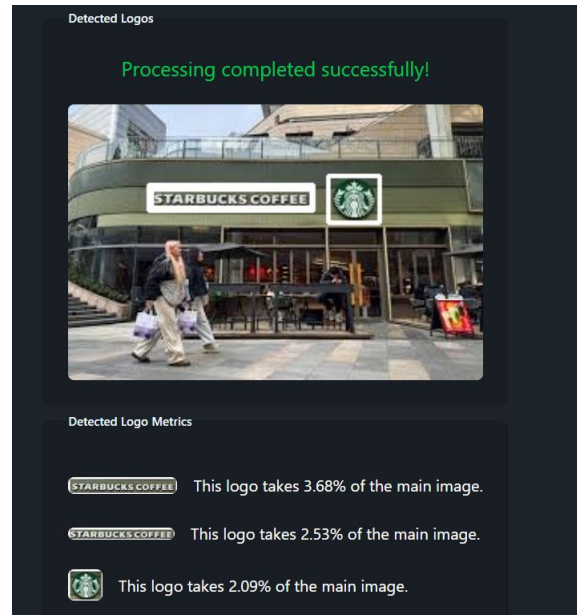 Detected Logos
Processing completed successfully!
STARBUCKS COFFEE
Detected Logo Metrics
STARBUCKS COFFEE This logo takes 3.68% of the main image.
STARBUCKS COFFEE This logo takes 2.53% of the main image.
This logo takes 2.09% of the main image.